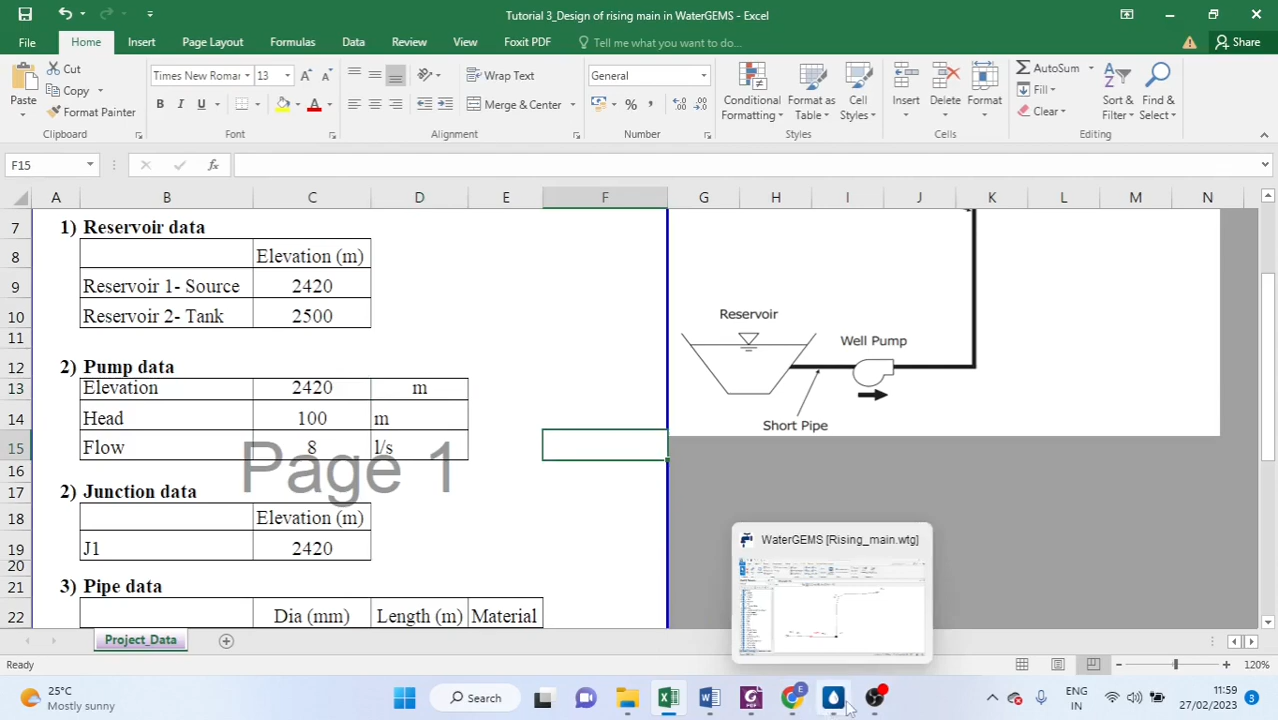 Tutorial 3_Design of rising main in WaterGEMS - Excel
File Home Insert Page Layout Formulas Data Review View Foxit PDF Tell me what you want to do... Share
Paste Cut Copy Format Painter Clipboard
Times New Roman 13 B I U A Font
Wrap Text Merge & Center Alignment
General % , Number
Conditional Formatting Format as Table Cell Styles Styles
Insert Delete Format Cells
AutoSum Fill Clear Sort & Filter Find & Select Editing
F15 fx
A B C D E F G H I J K L M N
7 1) Reservoir data
8 Elevation (m)
9 Reservoir 1- Source 2420
10 Reservoir 2- Tank 2500
11
12 2) Pump data
13 Elevation 2420 m
14 Head 100 m
15 Flow 8 l/s
Page 1
16
17 2) Junction data
18 Elevation (m)
19 J1 2420
20
21 3) Pipe data
22 Dia (mm) Length (m) Material
Reservoir
Well Pump
Short Pipe
WaterGEMS [Rising_main.wtg]
Project_Data
Ready 120%
25°C
Mostly sunny
Search
ENG
IN
11:59
27/02/2023
3